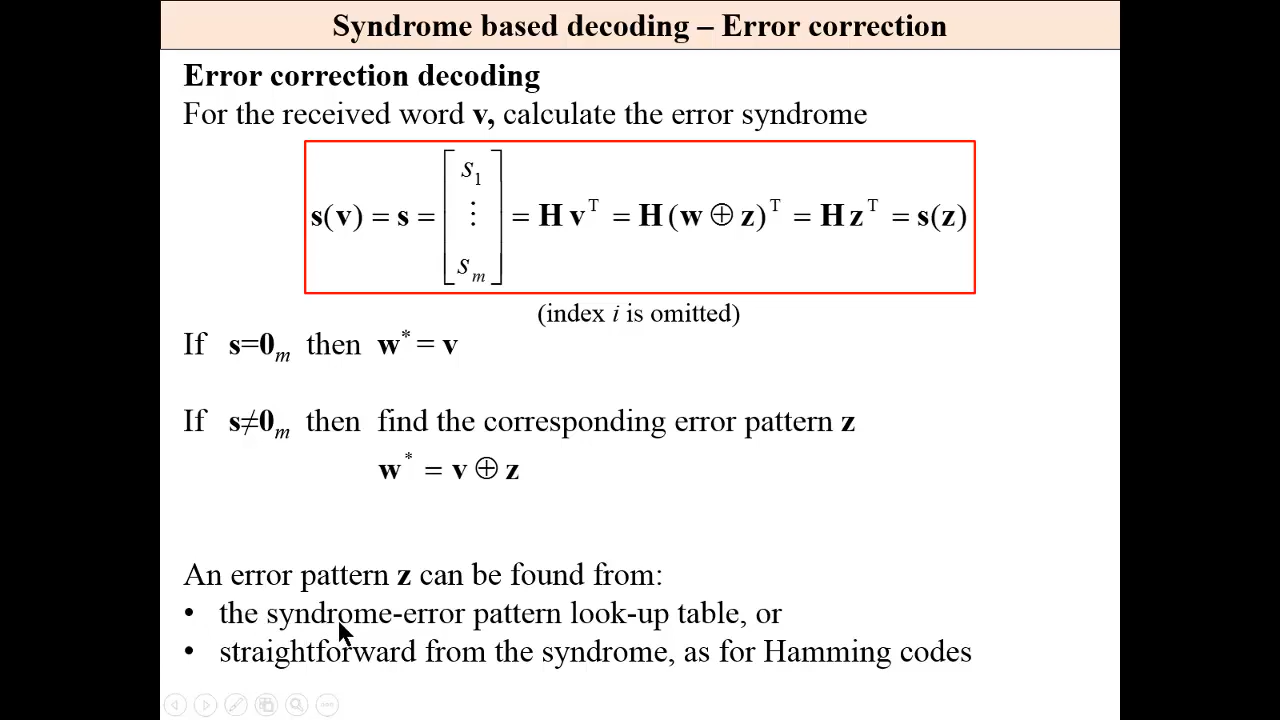 Syndrome based decoding – Error correction
Error correction decoding
For the received word v, calculate the error syndrome
s(v) = s = [s₁ ⋮ sₘ] = H vᵀ = H (w ⊕ z)ᵀ = H zᵀ = s(z)
(index i is omitted)
If s=0ₘ then w* = v
If s≠0ₘ then find the corresponding error pattern z
w* = v ⊕ z
An error pattern z can be found from:
• the syndrome-error pattern look-up table, or
• straightforward from the syndrome, as for Hamming codes